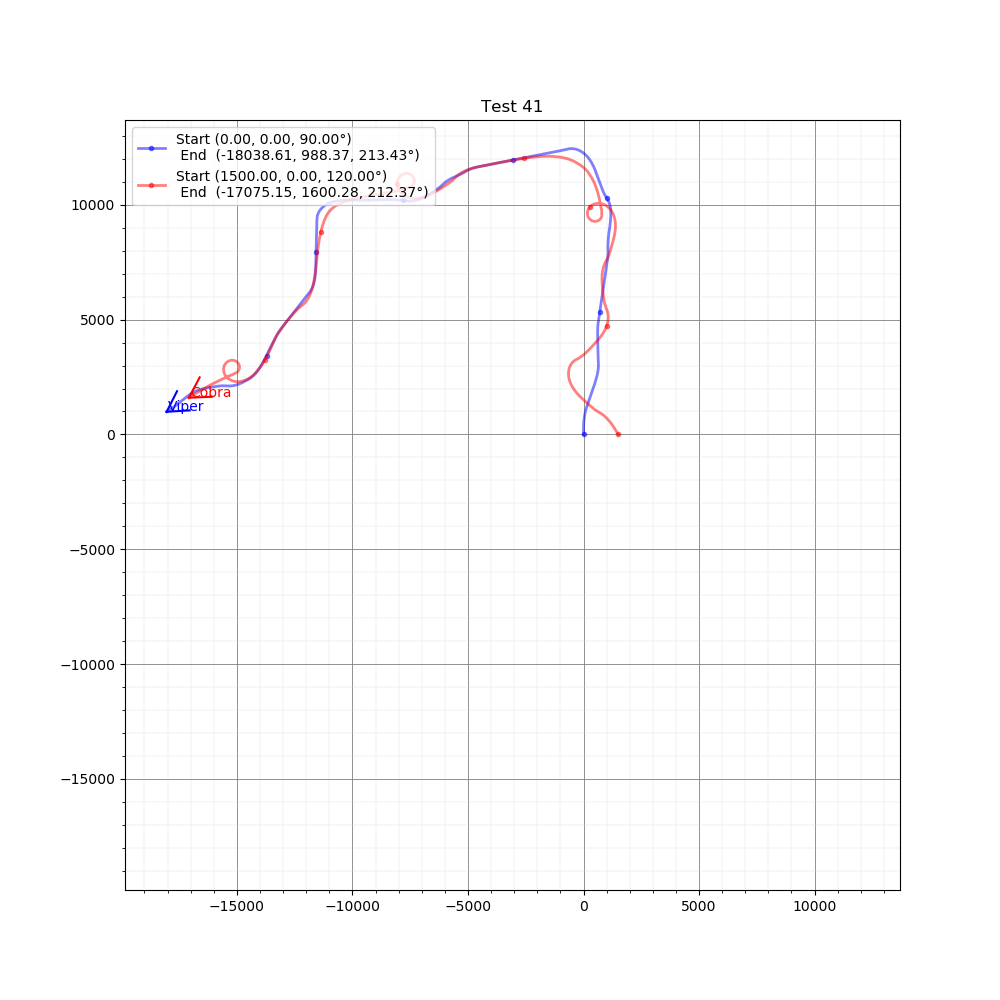 Test 41
Start (0.00, 0.00, 90.00°)
End  (-18038.61, 988.37, 213.43°)
Start (1500.00, 0.00, 120.00°)
End  (-17075.15, 1600.28, 212.37°)
10000
5000
0
−5000
−10000
−15000
Cobra
Viper
−15000 −10000 −5000 0 5000 10000